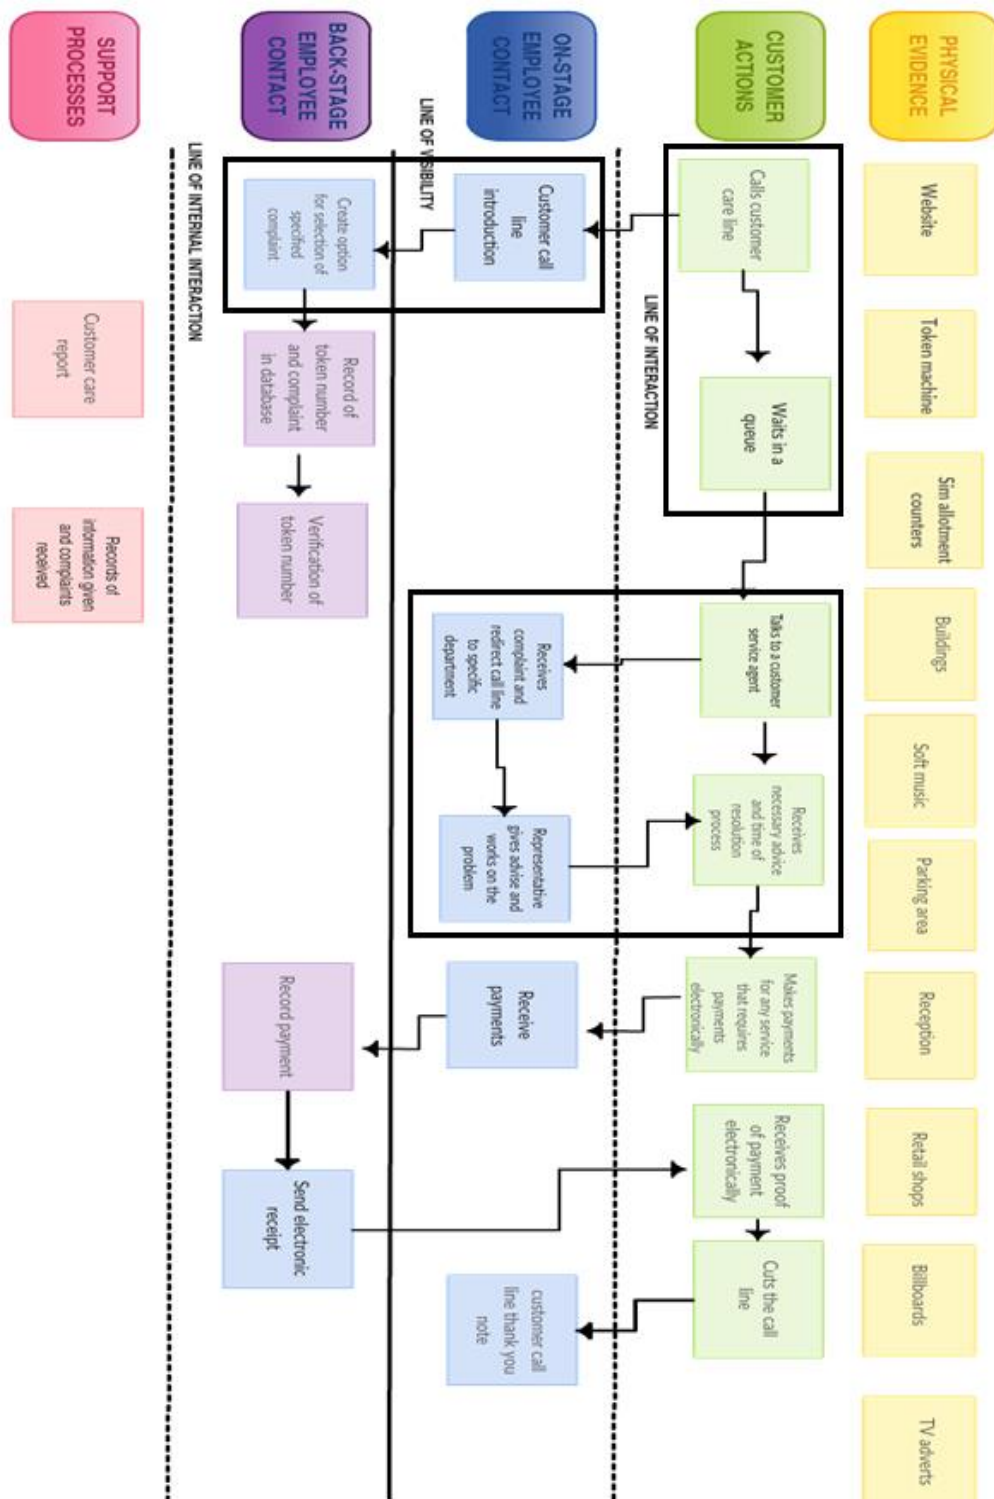 PHYSICAL
EVIDENCE
Website
Token machine
Sim allotment
counters
Buildings
Soft music
Parking area
Reception
Retail shops
Billboards
TV adverts
CUSTOMER
ACTIONS
Calls customer
care line
Waits in a
queue
Talks to a customer
service agent
Receives
necessary advice
and time of
resolution
process
Makes payments
for any service
that requires
payments
electronically
Receives proof
of payment
electronically
Cuts the call
line
LINE OF INTERACTION
ON-STAGE
EMPLOYEE
CONTACT
Customer call
line
introduction
Receives
complaint and
redirect call line
to specific
department
Representative
gives advise and
works on the
problem
Receive
payments
customer call
line thank you
note
LINE OF VISIBILITY
BACK-STAGE
EMPLOYEE
CONTACT
Create option
for selection of
specified
complaint
Record of
token number
and complaint
in database
Verification of
token number
Record payment
Send electronic
receipt
LINE OF INTERNAL INTERACTION
SUPPORT
PROCESSES
Customer care
report
Records of
information given
and complaints
received